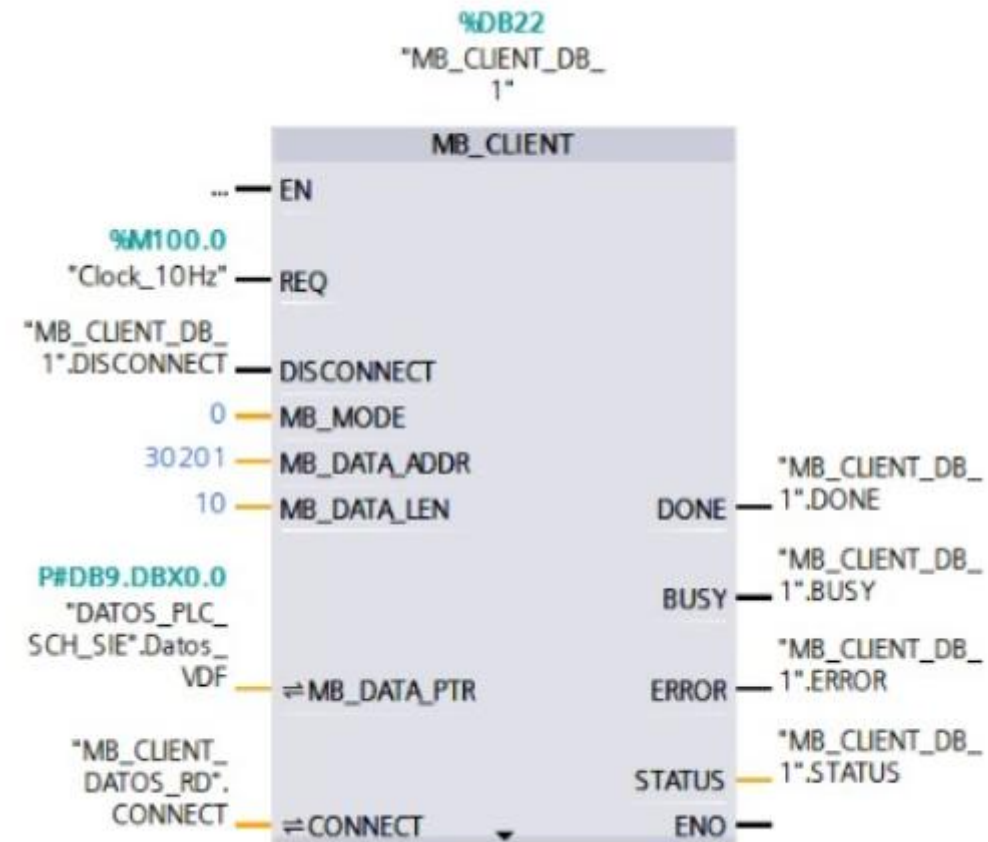 %DB22
"MB_CLIENT_DB_
1"
MB_CLIENT
... EN
%M100.0
"Clock_10Hz" REQ
"MB_CLIENT_DB_
1".DISCONNECT DISCONNECT
0 MB_MODE
30201 MB_DATA_ADDR
10 MB_DATA_LEN
P#DB9.DBX0.0
"DATOS_PLC_
SCH_SIE".Datos_
VDF ⇌MB_DATA_PTR
"MB_CLIENT_
DATOS_RD".
CONNECT ⇌CONNECT
"MB_CLIENT_DB_
DONE 1".DONE
"MB_CLIENT_DB_
BUSY 1".BUSY
"MB_CLIENT_DB_
ERROR 1".ERROR
"MB_CLIENT_DB_
STATUS 1".STATUS
ENO